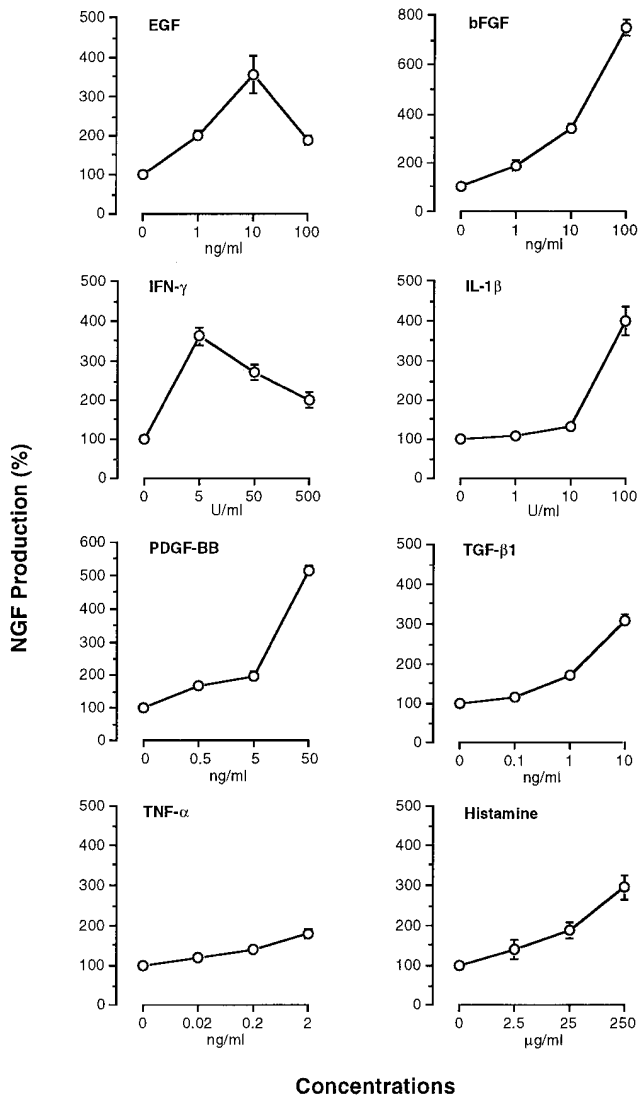 NGF Production (%)
EGF
500
400
300
200
100
0
0 1 10 100
ng/ml
bFGF
800
600
400
200
0
0 1 10 100
ng/ml
IFN-γ
500
400
300
200
100
0
0 5 50 500
U/ml
IL-1β
500
400
300
200
100
0
0 1 10 100
U/ml
PDGF-BB
600
500
400
300
200
100
0
0 0.5 5 50
ng/ml
TGF-β1
500
400
300
200
100
0
0 0.1 1 10
ng/ml
TNF-α
500
400
300
200
100
0
0 0.02 0.2 2
ng/ml
Histamine
500
400
300
200
100
0
0 2.5 25 250
μg/ml
Concentrations